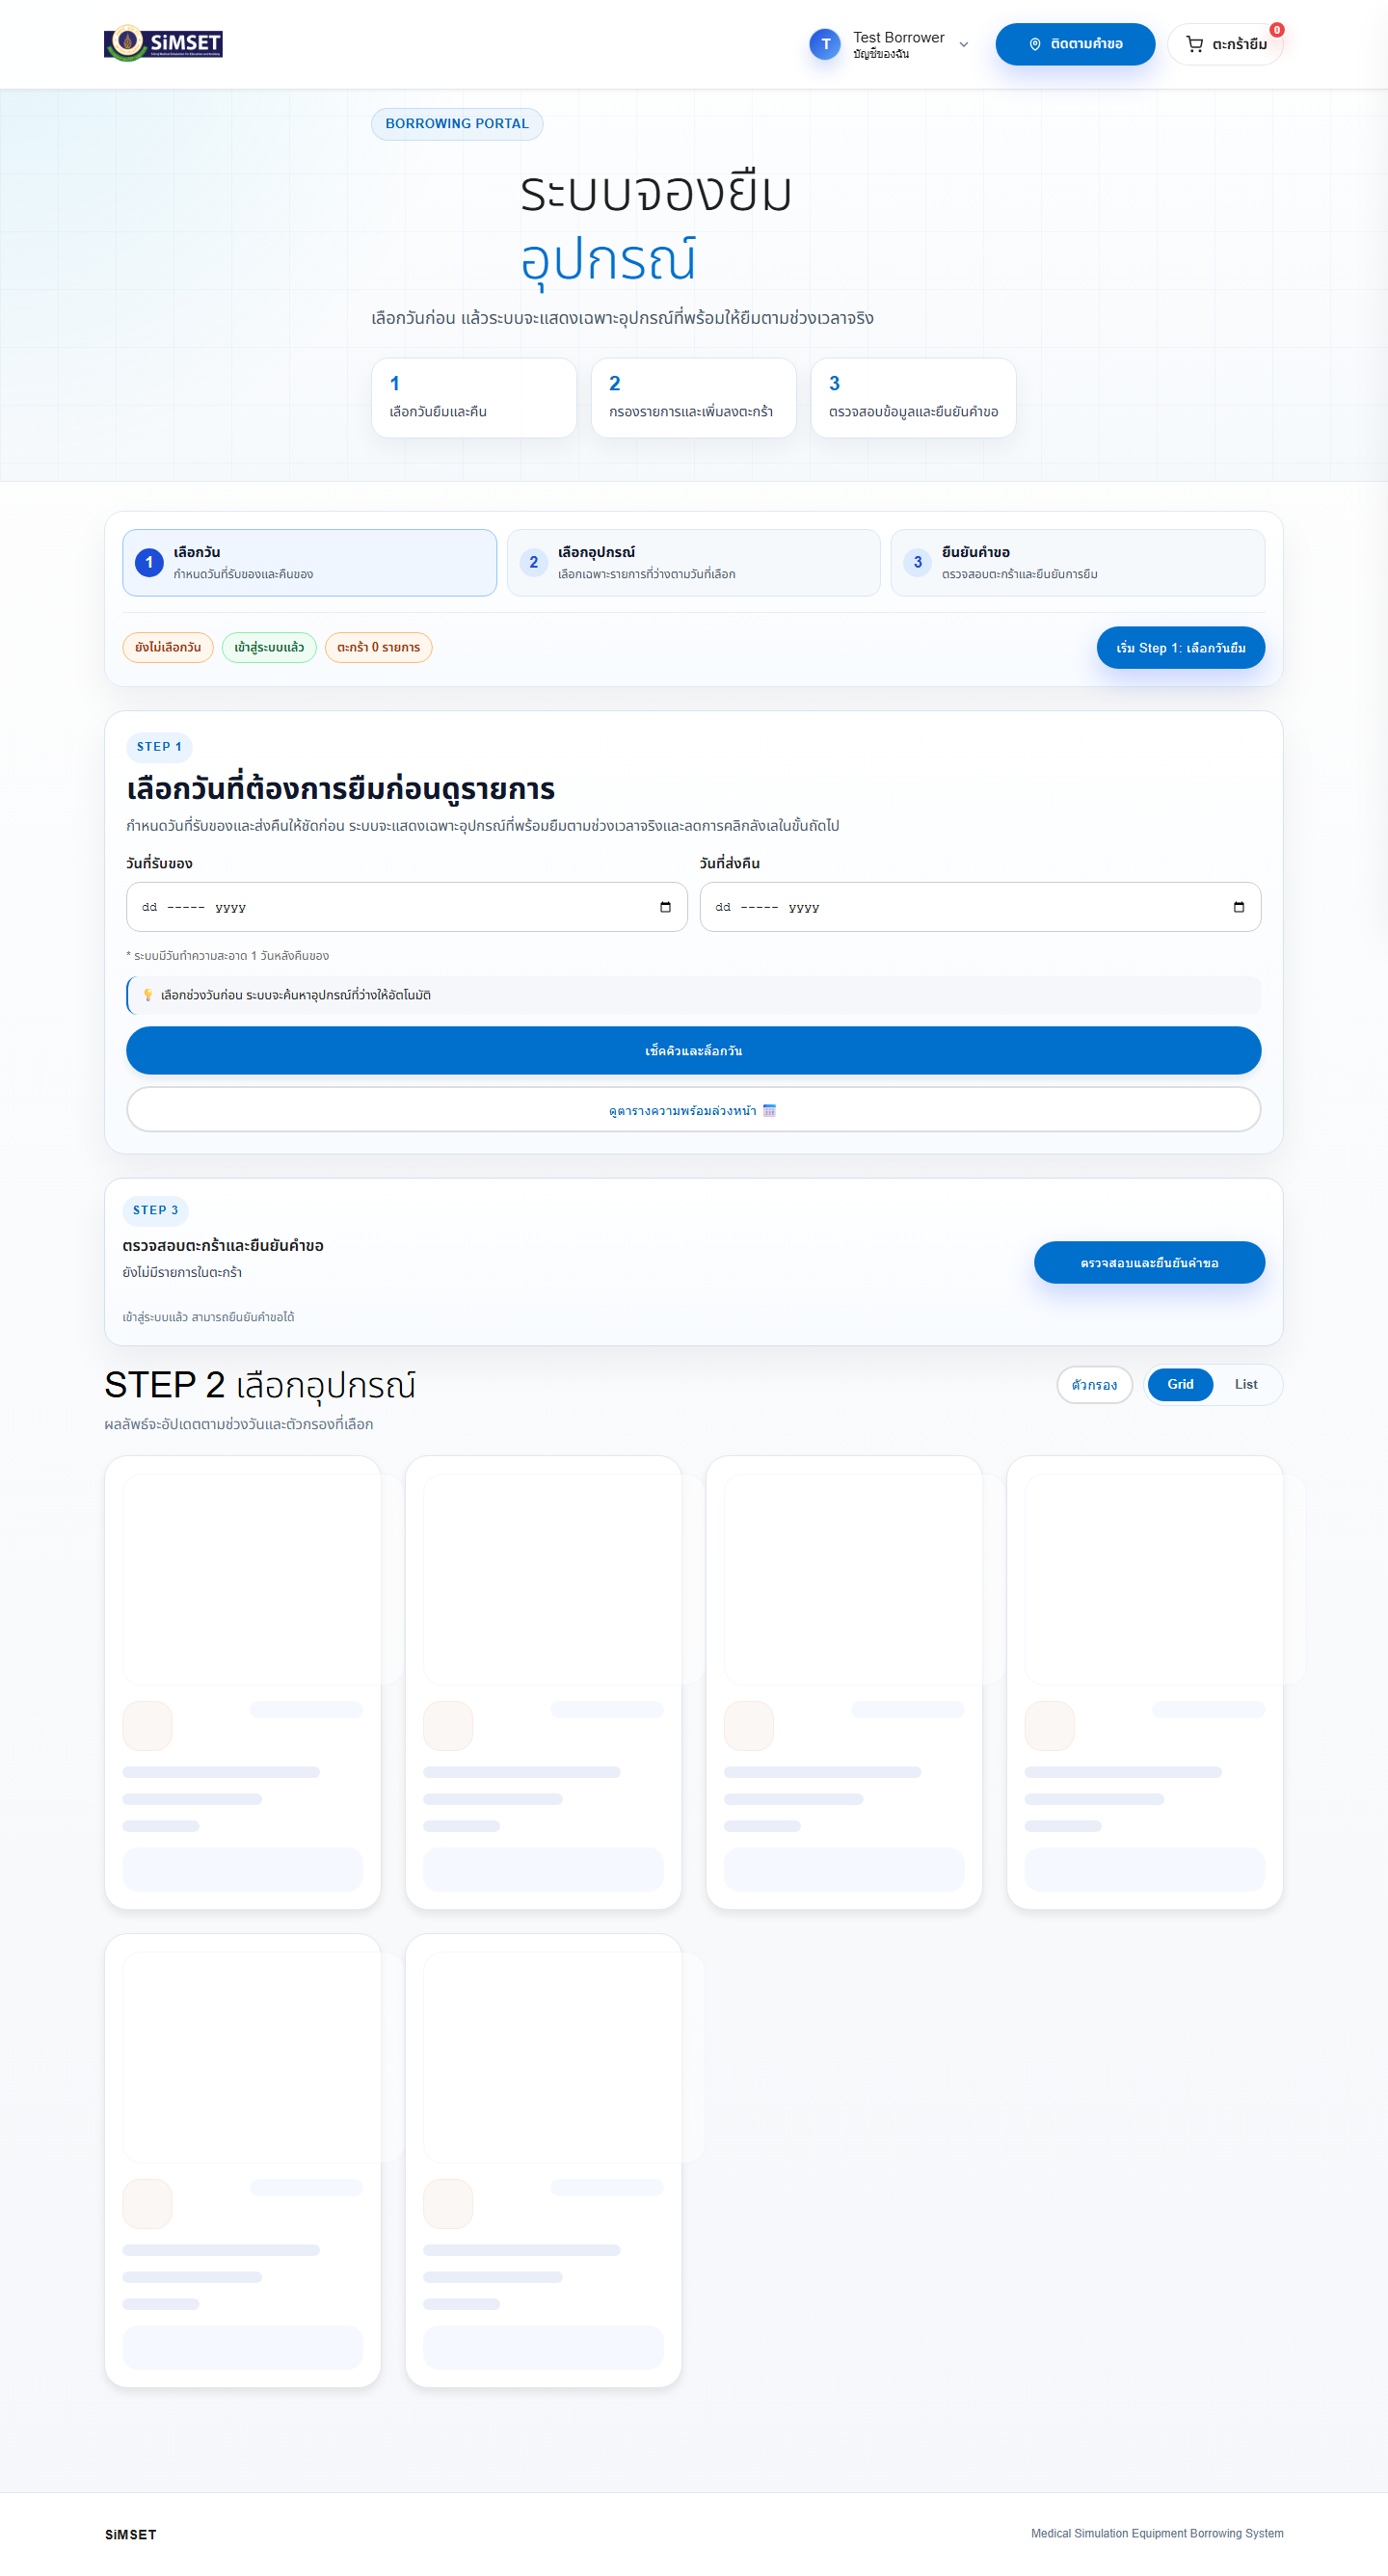 SiMSET
T
Test Borrower
บัญชีของฉัน
ติดตามคำขอ
ตะกร้ายืม
0
BORROWING PORTAL
ระบบจองยืม
อุปกรณ์
เลือกวันก่อน แล้วระบบจะแสดงเฉพาะอุปกรณ์ที่พร้อมให้ยืมตามช่วงเวลาจริง
1
เลือกวันยืมและคืน
2
กรองรายการและเพิ่มลงตะกร้า
3
ตรวจสอบข้อมูลและยืนยันคำขอ
1
เลือกวัน
กำหนดวันที่รับของและคืนของ
2
เลือกอุปกรณ์
เลือกเฉพาะรายการที่ว่างตามวันที่เลือก
3
ยืนยันคำขอ
ตรวจสอบตะกร้าและยืนยันการยืม
ยังไม่เลือกวัน
เข้าสู่ระบบแล้ว
ตะกร้า 0 รายการ
เริ่ม Step 1: เลือกวันยืม
STEP 1
เลือกวันที่ต้องการยืมก่อนดูรายการ
กำหนดวันที่รับของและส่งคืนให้ชัดก่อน ระบบจะแสดงเฉพาะอุปกรณ์ที่พร้อมยืมตามช่วงเวลาจริงและลดการคลิกลังเลในขั้นถัดไป
วันที่รับของ
วันที่ส่งคืน
dd ----- yyyy
dd ----- yyyy
* ระบบมีวันทำความสะอาด 1 วันหลังคืนของ
💡 เลือกช่วงวันก่อน ระบบจะค้นหาอุปกรณ์ที่ว่างให้อัตโนมัติ
เช็คคิวและล็อกวัน
ดูตารางความพร้อมล่วงหน้า
STEP 3
ตรวจสอบตะกร้าและยืนยันคำขอ
ยังไม่มีรายการในตะกร้า
ตรวจสอบและยืนยันคำขอ
เข้าสู่ระบบแล้ว สามารถยืนยันคำขอได้
STEP 2 เลือกอุปกรณ์
ตัวกรอง
Grid
List
ผลลัพธ์จะอัปเดตตามช่วงวันและตัวกรองที่เลือก
SiMSET
Medical Simulation Equipment Borrowing System